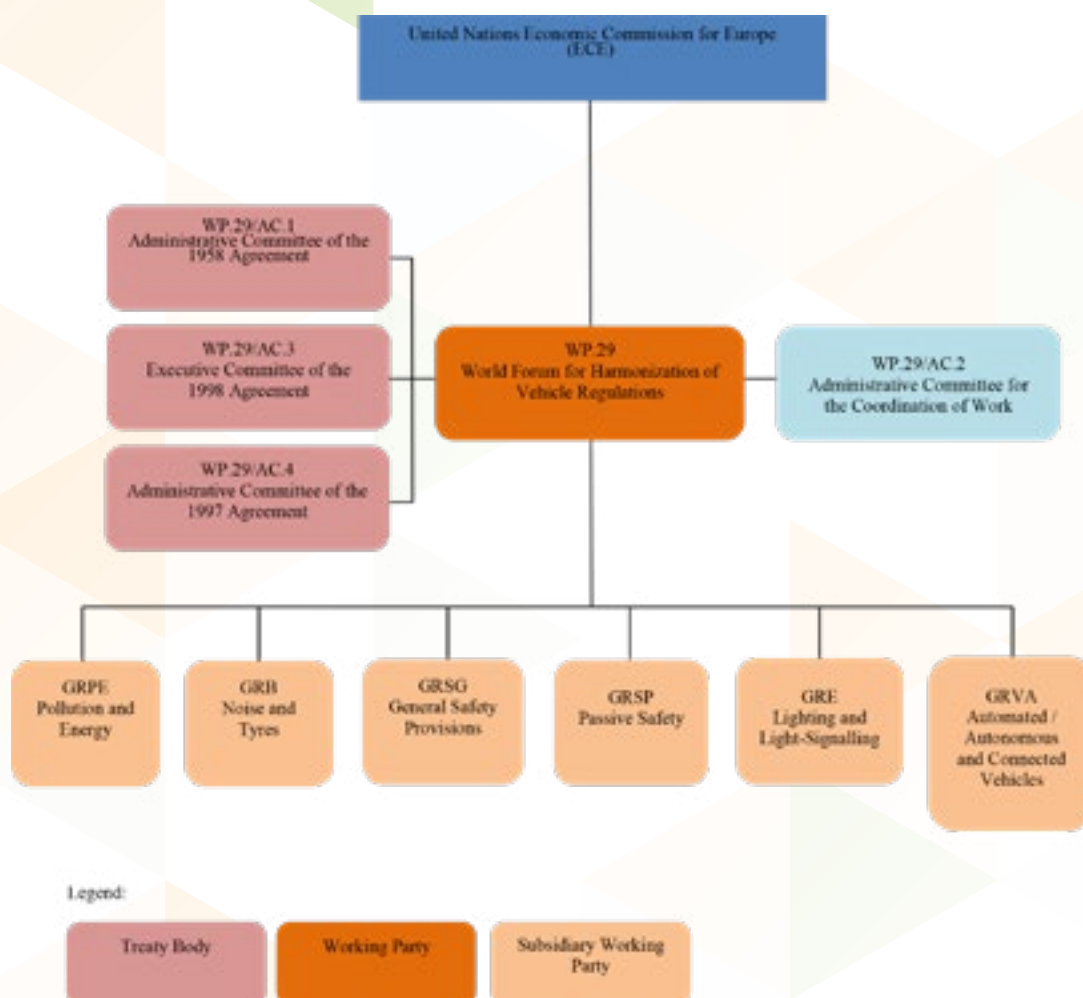 United Nations Economic Commission for Europe
(ECE)
WP.29/AC.1
Administrative Committee of the
1958 Agreement
WP.29/AC.3
Executive Committee of the
1998 Agreement
WP.29/AC.4
Administrative Committee of the
1997 Agreement
WP.29
World Forum for Harmonization of
Vehicle Regulations
WP.29/AC.2
Administrative Committee for
the Coordination of Work
GRPE
Pollution and
Energy
GRB
Noise and
Tyres
GRSG
General Safety
Provisions
GRSP
Passive Safety
GRE
Lighting and
Light-Signalling
GRVA
Automated /
Autonomous
and Connected
Vehicles
Legend:
Treaty Body
Working Party
Subsidiary Working
Party